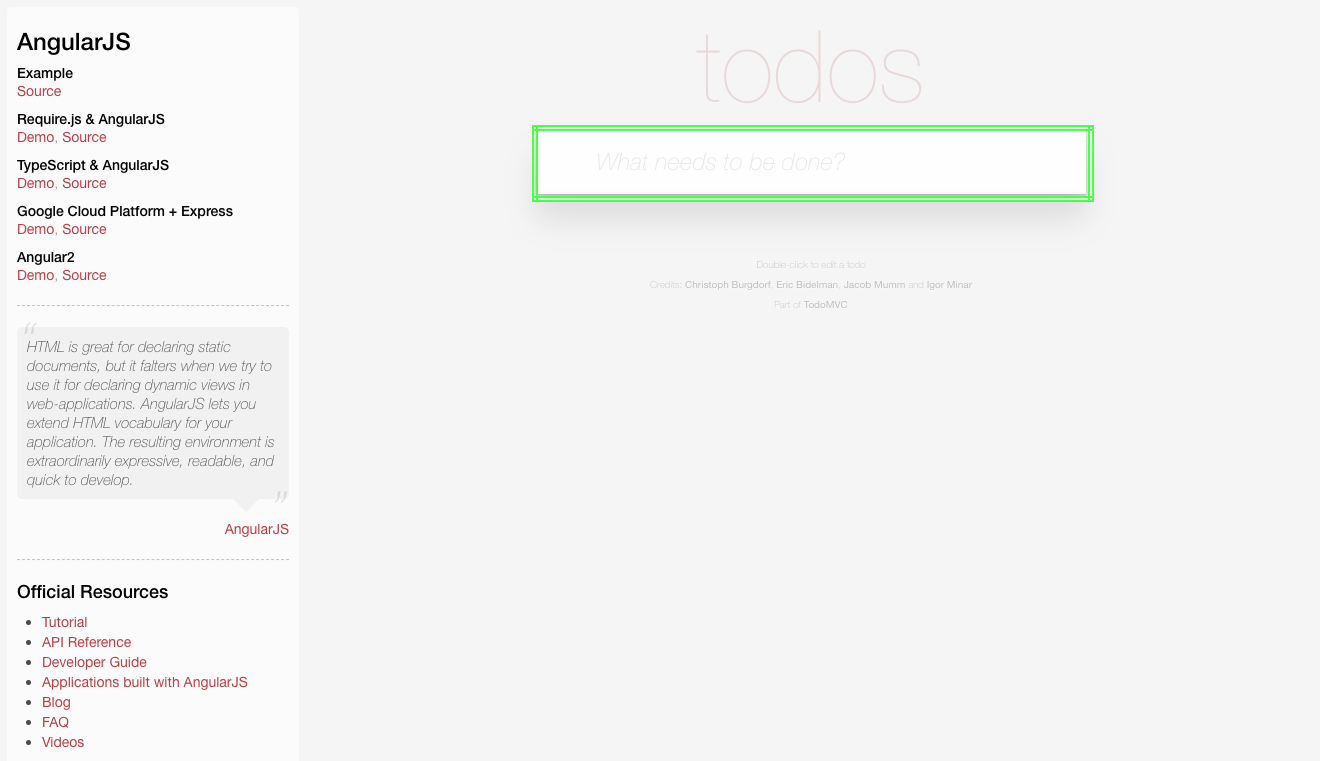 AngularJS
Example
Source
Require.js & AngularJS
Demo, Source
TypeScript & AngularJS
Demo, Source
Google Cloud Platform + Express
Demo, Source
Angular2
Demo, Source
“
HTML is great for declaring static
documents, but it falters when we try to
use it for declaring dynamic views in
web-applications. AngularJS lets you
extend HTML vocabulary for your
application. The resulting environment is
extraordinarily expressive, readable, and
quick to develop.
”
AngularJS
Official Resources
• Tutorial
• API Reference
• Developer Guide
• Applications built with AngularJS
• Blog
• FAQ
• Videos
todos
What needs to be done?
Double-click to edit a todo
Credits: Christoph Burgdorf, Eric Bidelman, Jacob Mumm and Igor Minar
Part of TodoMVC